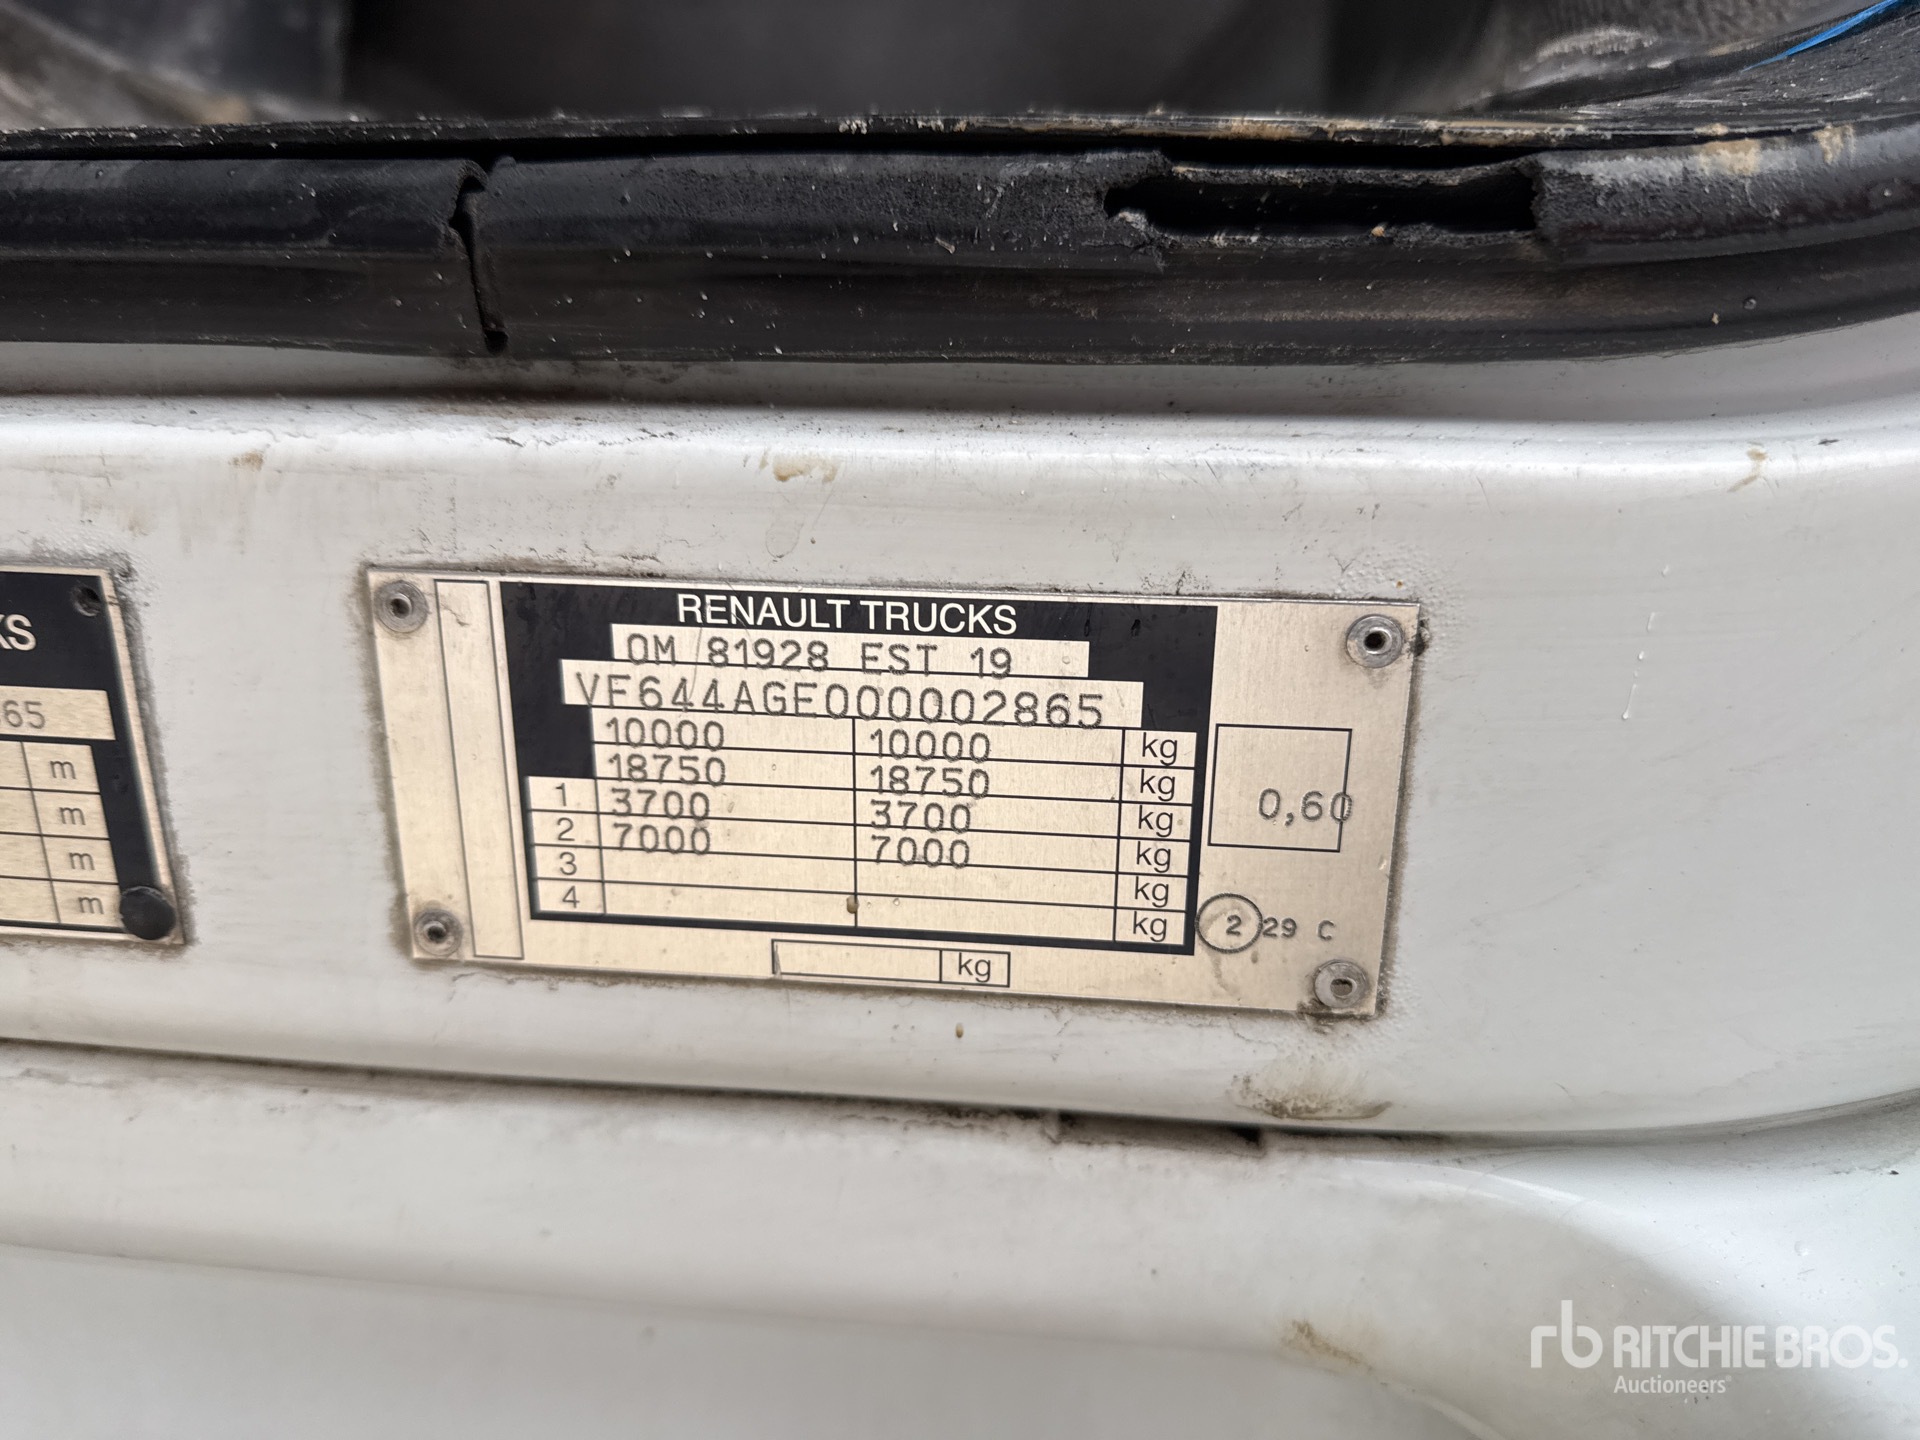 KS
65
m
m
m
m
RENAULT TRUCKS
OM 81928 EST 19
VF644AGE000002865
10000 10000 kg
18750 18750 kg
1 3700 3700 kg
2 7000 7000 kg
3 kg
4 kg
kg
0,60
2 29 C
rb RITCHIE BROS.
Auctioneers